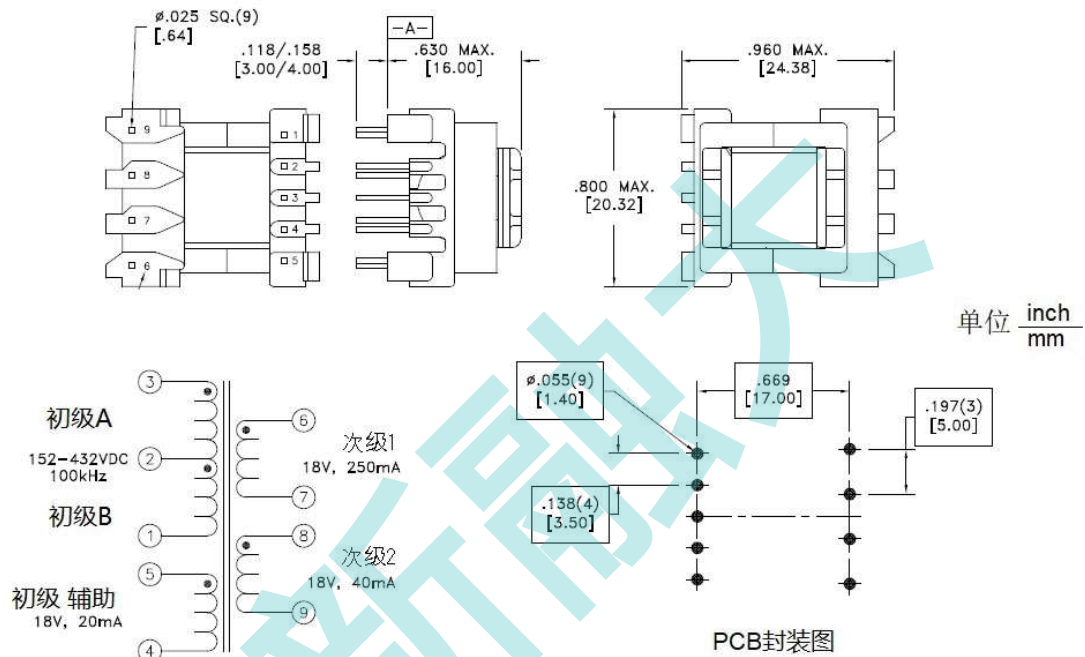 ø.025 SQ.(9)
[.64]
.118/.158
[3.00/4.00]
-A-
.630 MAX.
[16.00]
.960 MAX.
[24.38]
9
8
7
6
1
2
3
4
5
.800 MAX.
[20.32]
单位 inch
mm
3
初级A
2
152-432VDC
100kHz
初级B
1
5
初级 辅助
18V, 20mA
4
6
次级1
18V, 250mA
7
8
次级2
18V, 40mA
9
ø.055(9)
[1.40]
.669
[17.00]
.197(3)
[5.00]
.138(4)
[3.50]
PCB封装图
新融大